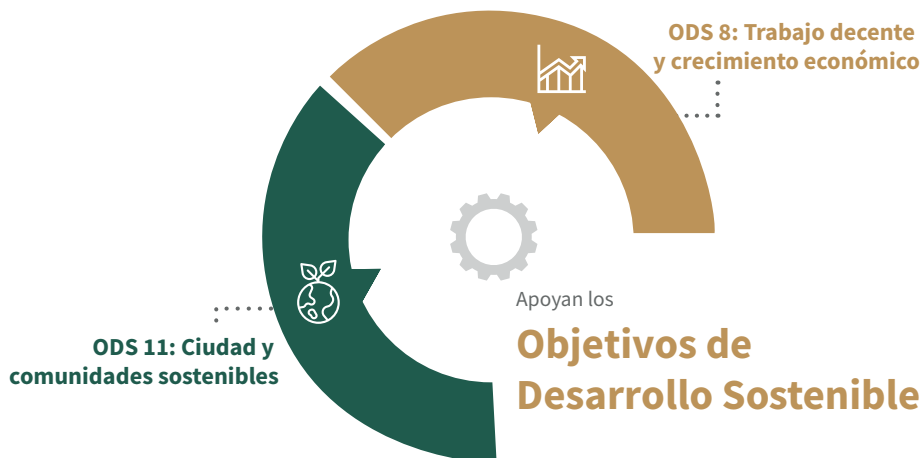 ODS 8: Trabajo decente
y crecimiento económico
Apoyan los
Objetivos de
Desarrollo Sostenible
ODS 11: Ciudad y
comunidades sostenibles